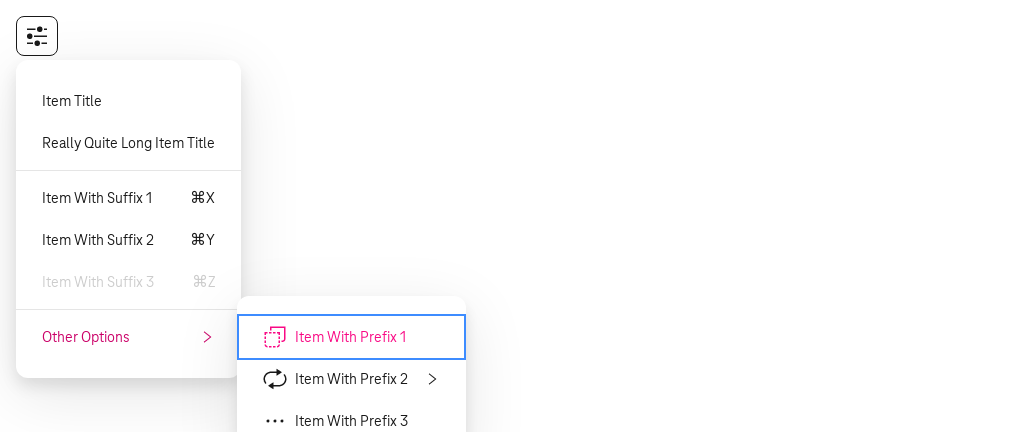 Item Title
Really Quite Long Item Title
Item With Suffix 1 ⌘X
Item With Suffix 2 ⌘Y
Item With Suffix 3 ⌘Z
Other Options
Item With Prefix 1
Item With Prefix 2
Item With Prefix 3